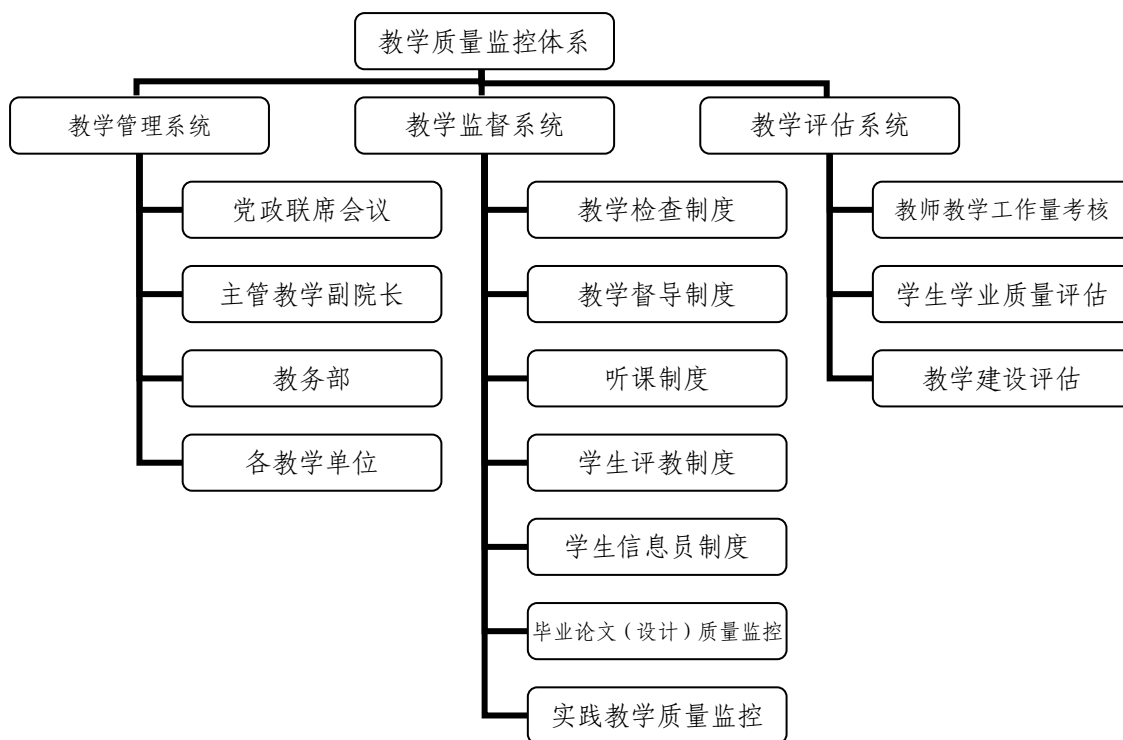 教学质量监控体系
教学管理系统
教学监督系统
教学评估系统
党政联席会议
主管教学副院长
教务部
各教学单位
教学检查制度
教学督导制度
听课制度
学生评教制度
学生信息员制度
毕业论文（设计）质量监控
实践教学质量监控
教师教学工作量考核
学生学业质量评估
教学建设评估